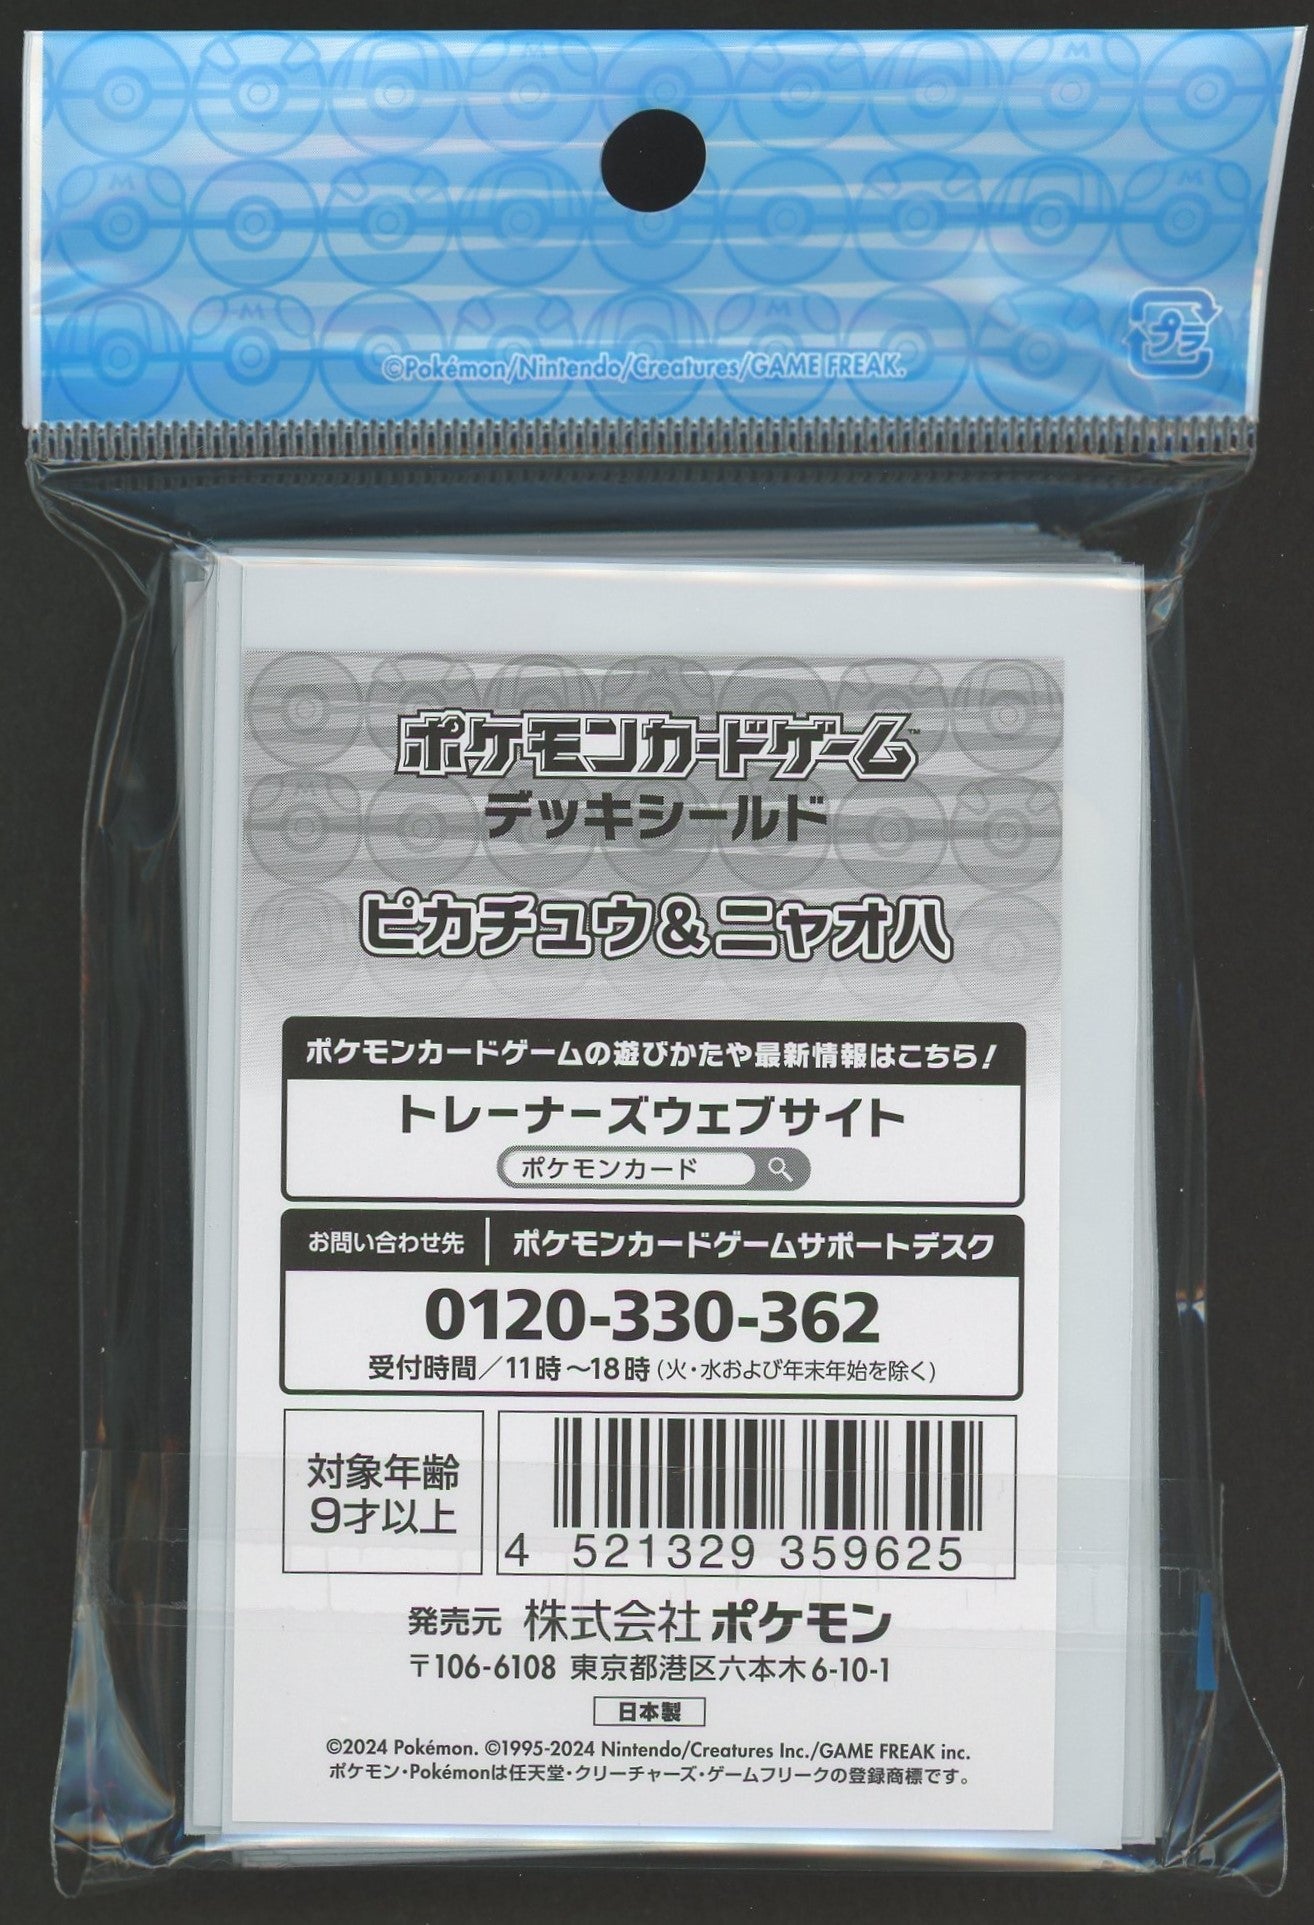 ©Pokémon/Nintendo/Creatures/GAME FREAK.
プラ
ポケモンカードゲーム™
デッキシールド
ピカチュウ&ニャオハ
ポケモンカードゲームの遊びかたや最新情報はこちら!
トレーナーズウェブサイト
ポケモンカード
お問い合わせ先 ポケモンカードゲームサポートデスク
0120-330-362
受付時間/11時〜18時(火・水および年末年始を除く)
対象年齢
9才以上
4 521329 359625
発売元 株式会社ポケモン
〒106-6108 東京都港区六本木6-10-1
日本製
©2024 Pokémon. ©1995-2024 Nintendo/Creatures Inc./GAME FREAK inc.
ポケモン・Pokémonは任天堂・クリーチャーズ・ゲームフリークの登録商標です。